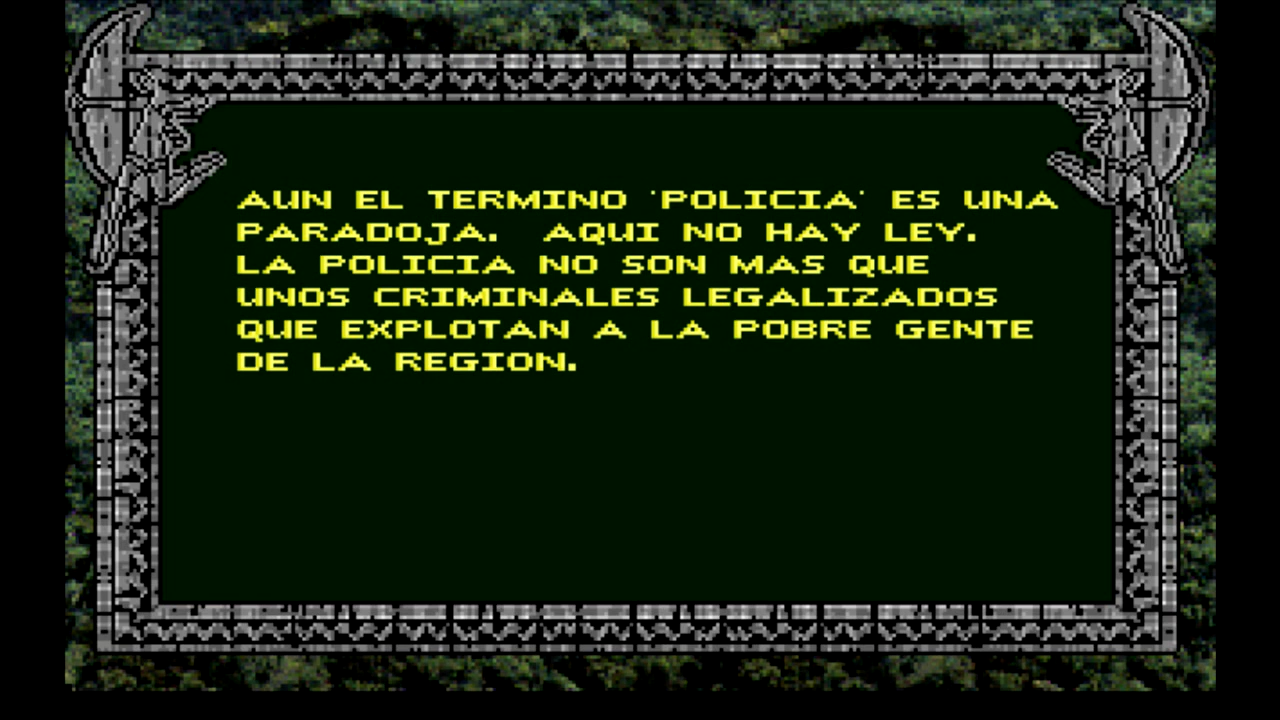 AUN EL TERMINO 'POLICIA' ES UNA
PARADOJA.  AQUI NO HAY LEY.
LA POLICIA NO SON MAS QUE
UNOS CRIMINALES LEGALIZADOS
QUE EXPLOTAN A LA POBRE GENTE
DE LA REGION.